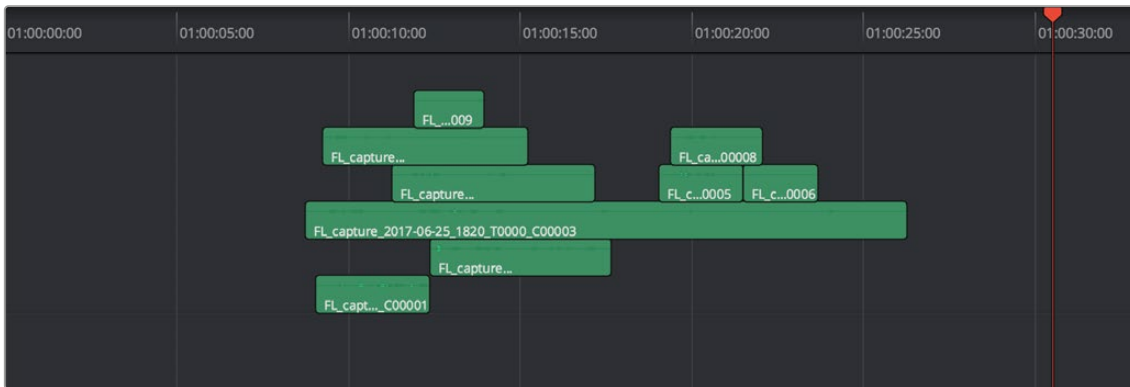 01:00:00:00 01:00:05:00 01:00:10:00 01:00:15:00 01:00:20:00 01:00:25:00 01:00:30:00
FL_...009
FL_capture... FL_ca...00008
FL_capture... FL_c...0005 FL_c...0006
FL_capture_2017-06-25_1820_T0000_C00003
FL_capture...
FL_capt..._C00001